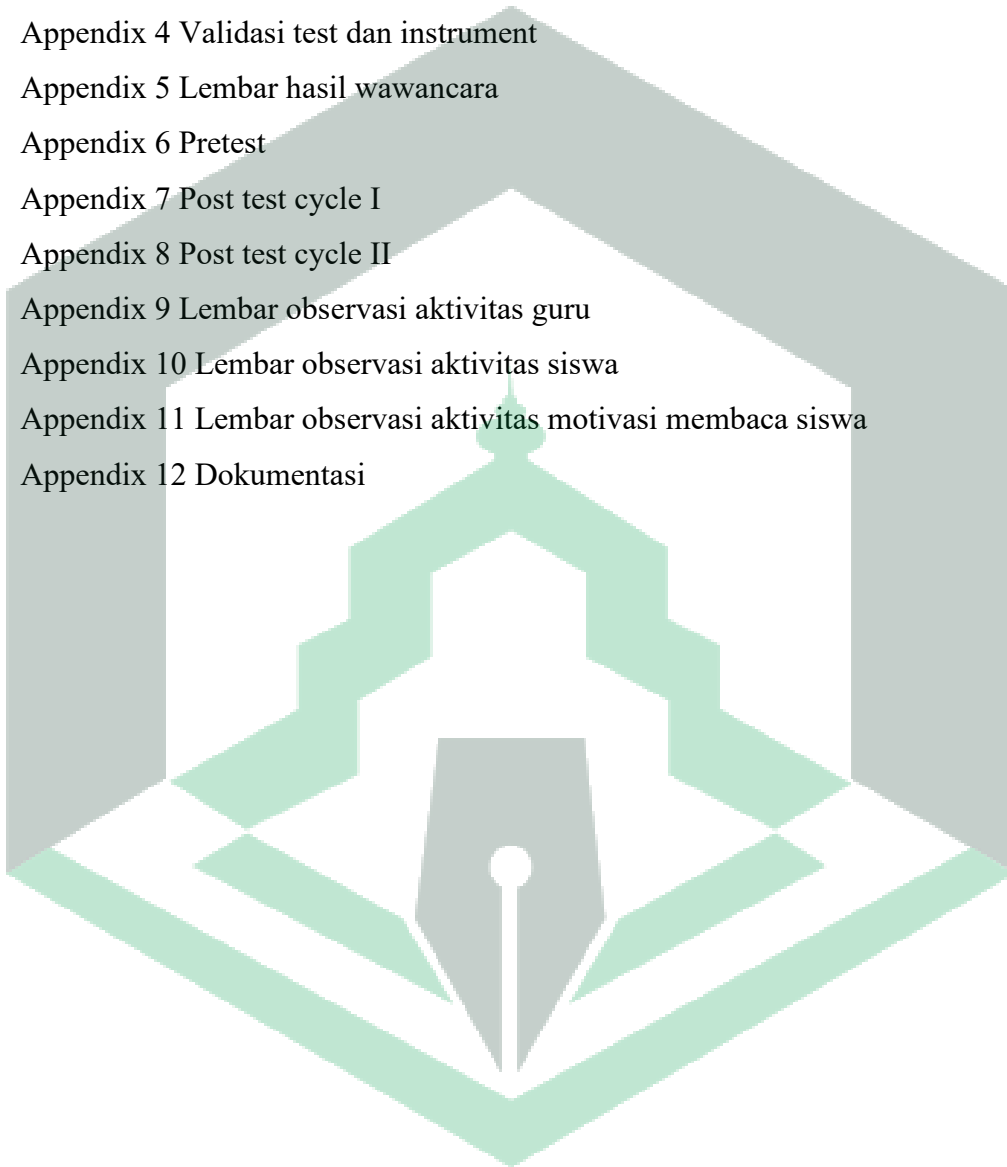 Appendix 4 Validasi test dan instrument
Appendix 5 Lembar hasil wawancara
Appendix 6 Pretest
Appendix 7 Post test cycle I
Appendix 8 Post test cycle II
Appendix 9 Lembar observasi aktivitas guru
Appendix 10 Lembar observasi aktivitas siswa
Appendix 11 Lembar observasi aktivitas motivasi membaca siswa
Appendix 12 Dokumentasi